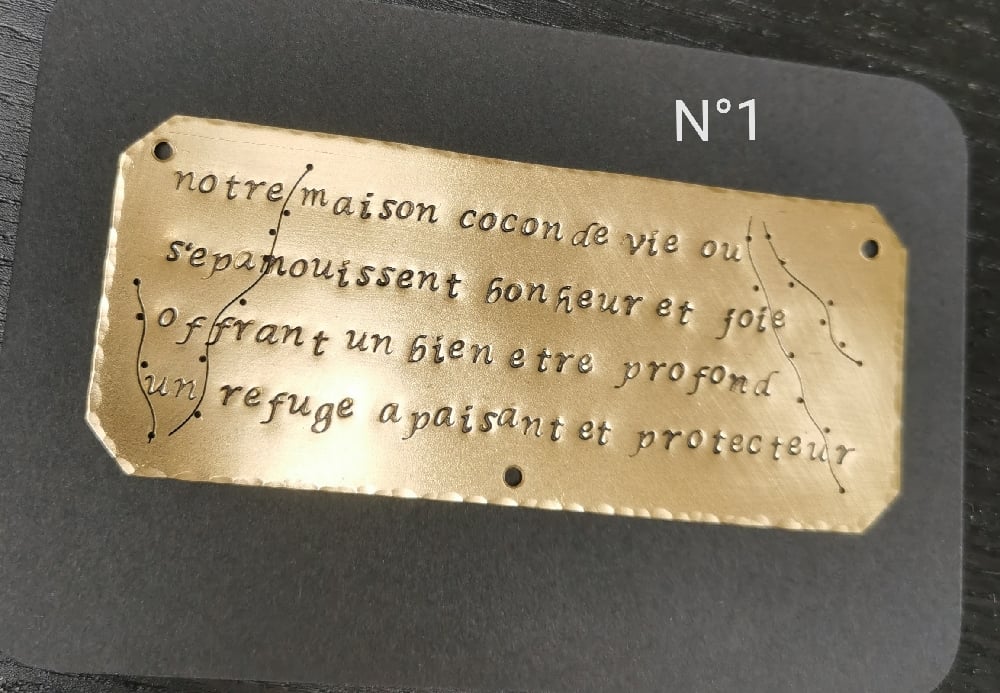 N°1
notre maison cocon de vie ou
s'epanouissent bonheur et joie
offrant un bien etre profond
un refuge apaisant et protecteur